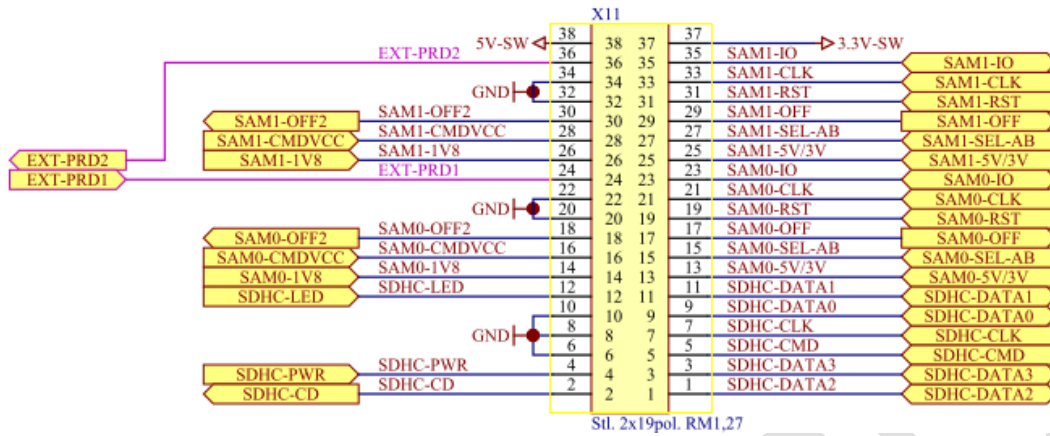 X11
38 37
5V-SW 38 37 3.3V-SW
EXT-PRD2 36 36 35 35 SAM1-IO SAM1-IO
34 34 33 33 SAM1-CLK SAM1-CLK
GND 32 32 31 31 SAM1-RST SAM1-RST
SAM1-OFF2 SAM1-OFF2 30 30 29 29 SAM1-OFF SAM1-OFF
SAM1-CMDVCC SAM1-CMDVCC 28 28 27 27 SAM1-SEL-AB SAM1-SEL-AB
EXT-PRD2 SAM1-1V8 SAM1-1V8 26 26 25 25 SAM1-5V/3V SAM1-5V/3V
EXT-PRD1 EXT-PRD1 24 24 23 23 SAM0-IO SAM0-IO
22 22 21 21 SAM0-CLK SAM0-CLK
GND 20 20 19 19 SAM0-RST SAM0-RST
SAM0-OFF2 SAM0-OFF2 18 18 17 17 SAM0-OFF SAM0-OFF
SAM0-CMDVCC SAM0-CMDVCC 16 16 15 15 SAM0-SEL-AB SAM0-SEL-AB
SAM0-1V8 SAM0-1V8 14 14 13 13 SAM0-5V/3V SAM0-5V/3V
SDHC-LED SDHC-LED 12 12 11 11 SDHC-DATA1 SDHC-DATA1
10 10 9 9 SDHC-DATA0 SDHC-DATA0
GND 8 8 7 7 SDHC-CLK SDHC-CLK
6 6 5 5 SDHC-CMD SDHC-CMD
SDHC-PWR SDHC-PWR 4 4 3 3 SDHC-DATA3 SDHC-DATA3
SDHC-CD SDHC-CD 2 2 1 1 SDHC-DATA2 SDHC-DATA2
Stl. 2x19pol. RM1,27